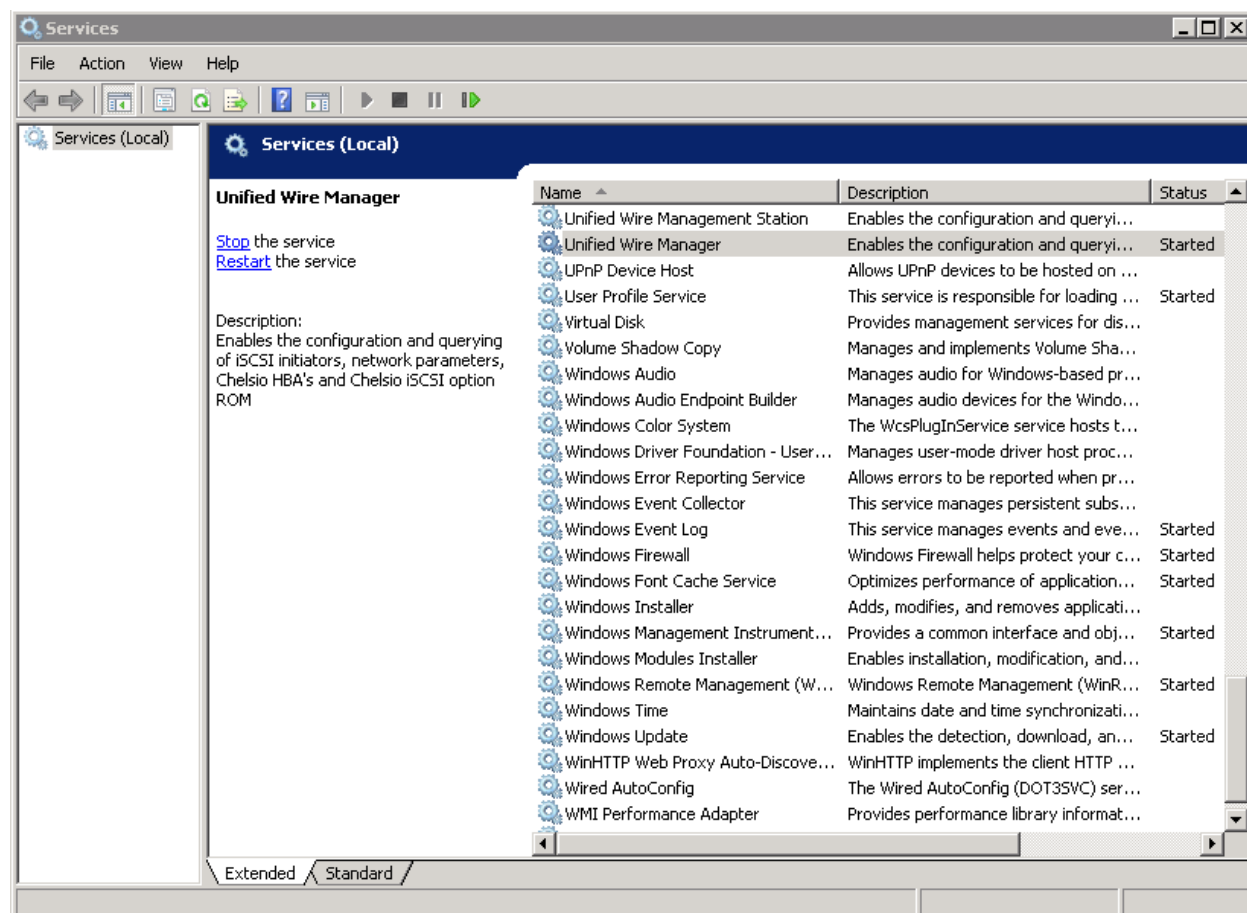 Services
File Action View Help
Services (Local)
Services (Local)
Unified Wire Manager
Stop the service
Restart the service
Description:
Enables the configuration and querying
of iSCSI initiators, network parameters,
Chelsio HBA's and Chelsio iSCSI option
ROM
Name Description Status
Unified Wire Management Station Enables the configuration and queryi...
Unified Wire Manager Enables the configuration and queryi... Started
UPnP Device Host Allows UPnP devices to be hosted on ...
User Profile Service This service is responsible for loading ... Started
Virtual Disk Provides management services for dis...
Volume Shadow Copy Manages and implements Volume Sha...
Windows Audio Manages audio for Windows-based pr...
Windows Audio Endpoint Builder Manages audio devices for the Windo...
Windows Color System The WcsPlugInService service hosts t...
Windows Driver Foundation - User... Manages user-mode driver host proc...
Windows Error Reporting Service Allows errors to be reported when pr...
Windows Event Collector This service manages persistent subs...
Windows Event Log This service manages events and eve... Started
Windows Firewall Windows Firewall helps protect your c... Started
Windows Font Cache Service Optimizes performance of application... Started
Windows Installer Adds, modifies, and removes applicati...
Windows Management Instrument... Provides a common interface and obj... Started
Windows Modules Installer Enables installation, modification, and...
Windows Remote Management (W... Windows Remote Management (WinR... Started
Windows Time Maintains date and time synchronizati...
Windows Update Enables the detection, download, an... Started
WinHTTP Web Proxy Auto-Discove... WinHTTP implements the client HTTP ...
Wired AutoConfig The Wired AutoConfig (DOT3SVC) ser...
WMI Performance Adapter Provides performance library informat...
Extended Standard